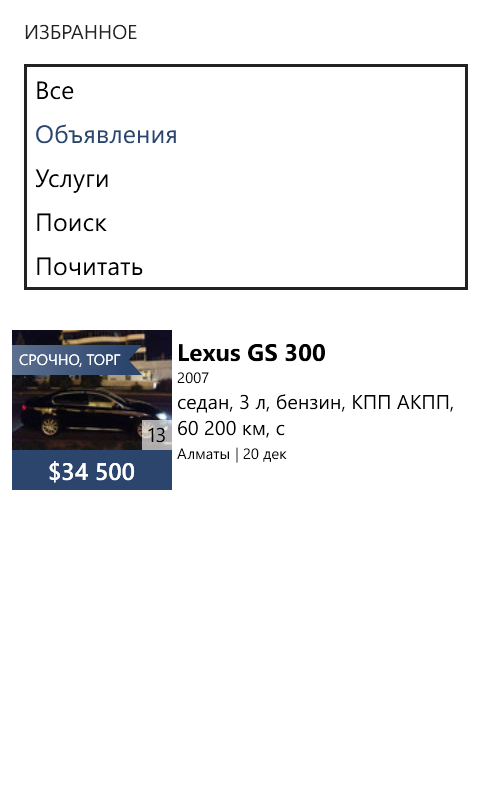 ИЗБРАННОЕ
Все
Объявления
Услуги
Поиск
Почитать
СРОЧНО, ТОРГ
13
$34 500
Lexus GS 300
2007
седан, 3 л, бензин, КПП АКПП,
60 200 км, с
Алматы | 20 дек